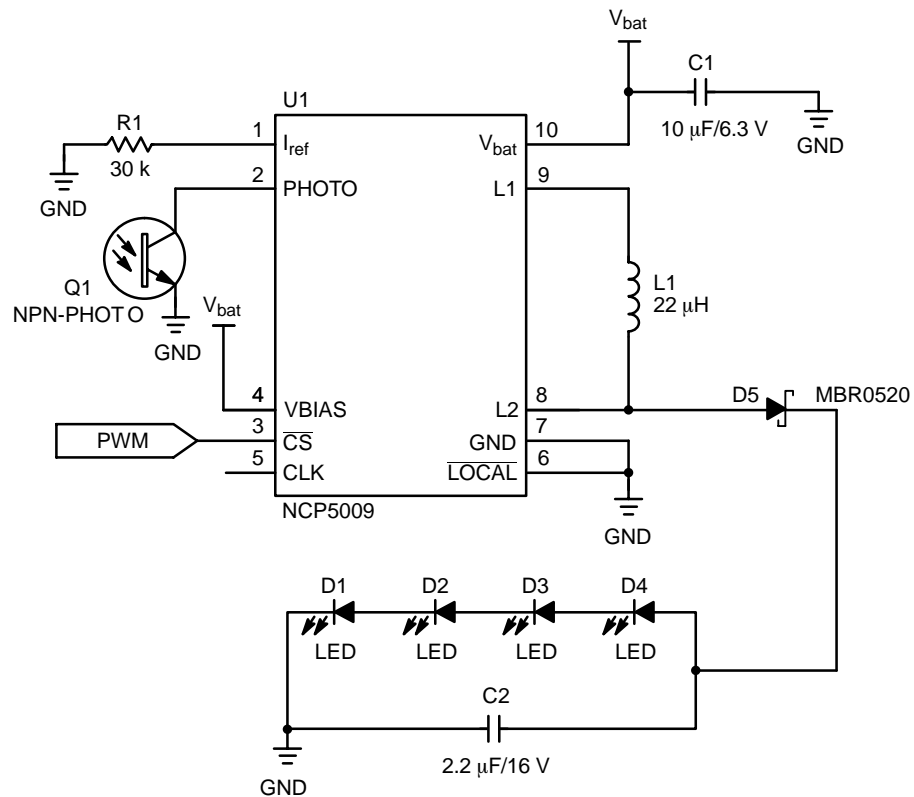 Vbat
C1
10 μF/6.3 V
GND
U1
R1
30 k
GND
1
Iref
Vbat
10
2
PHOTO
L1
9
Q1
NPN-PHOTO
GND
Vbat
L1
22 μH
4
VBIAS
L2
8
D5
MBR0520
PWM
3
CS
GND
7
5
CLK
LOCAL
6
NCP5009
GND
D1
D2
D3
D4
LED
LED
LED
LED
C2
2.2 μF/16 V
GND